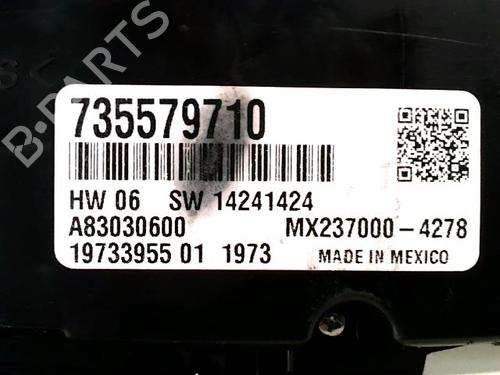 B-PARTS
735579710
HW 06 SW 14241424
A83030600 MX237000-4278
19733955 01 1973 MADE IN MEXICO